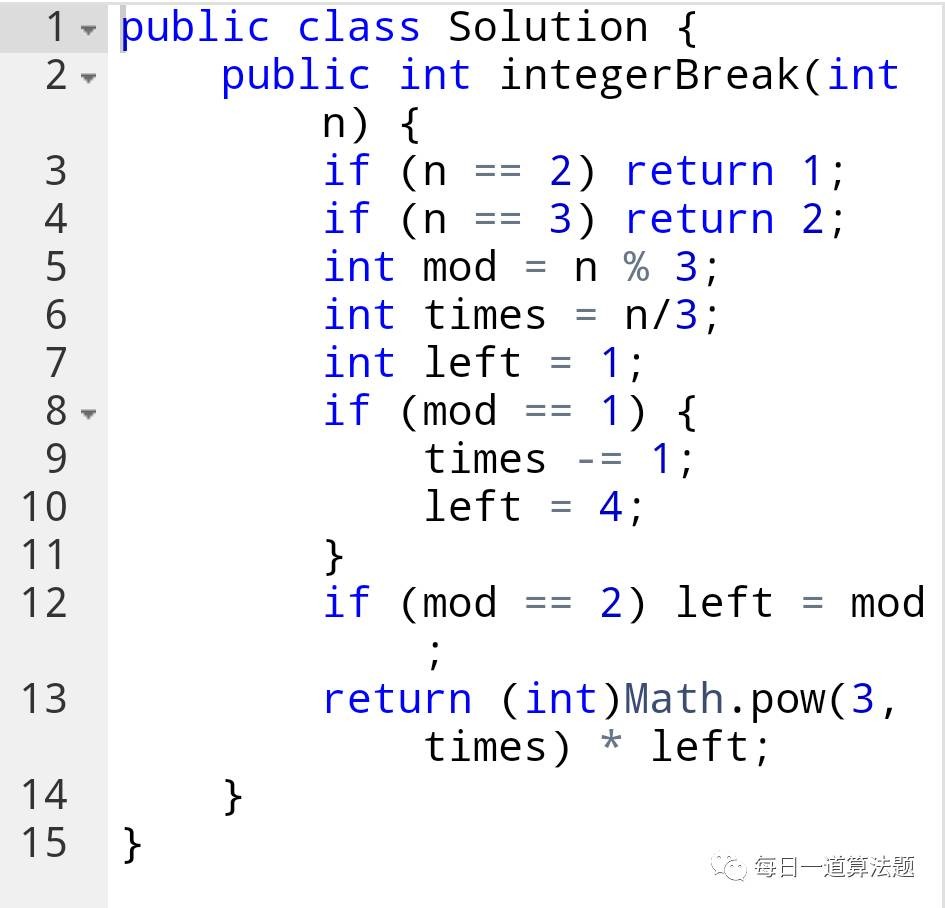 1 public class Solution {
2     public int integerBreak(int
        n) {
3         if (n == 2) return 1;
4         if (n == 3) return 2;
5         int mod = n % 3;
6         int times = n/3;
7         int left = 1;
8         if (mod == 1) {
9             times -= 1;
10             left = 4;
11         }
12         if (mod == 2) left = mod
            ;
13         return (int)Math.pow(3,
            times) * left;
14     }
15 }
每日一道算法题